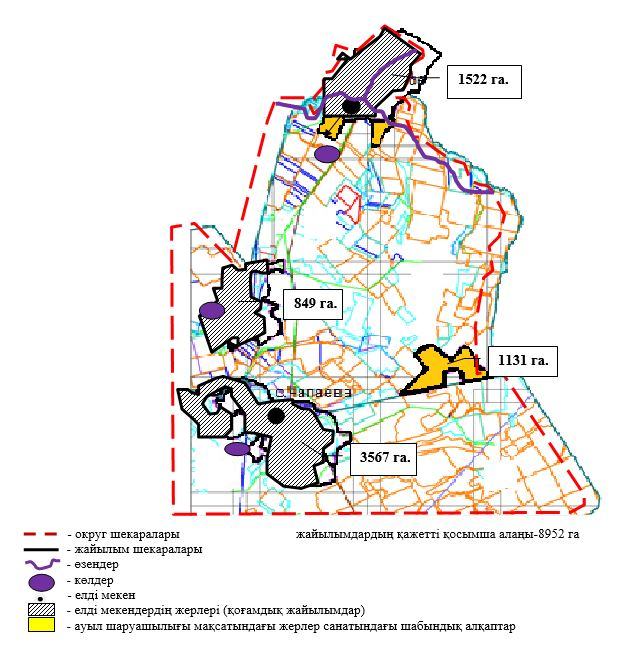 1522 га.
849 га.
1131 га.
с.Чапаева
3567 га.
- округ шекаралары жайылымдардың қажетті қосымша алаңы-8952 га
- жайылым шекаралары
- өзендер
- көлдер
- елді мекен
- елді мекендердің жерлері (қоғамдық жайылымдар)
- ауыл шаруашылығы мақсатындағы жерлер санатындағы шабындық алқаптар